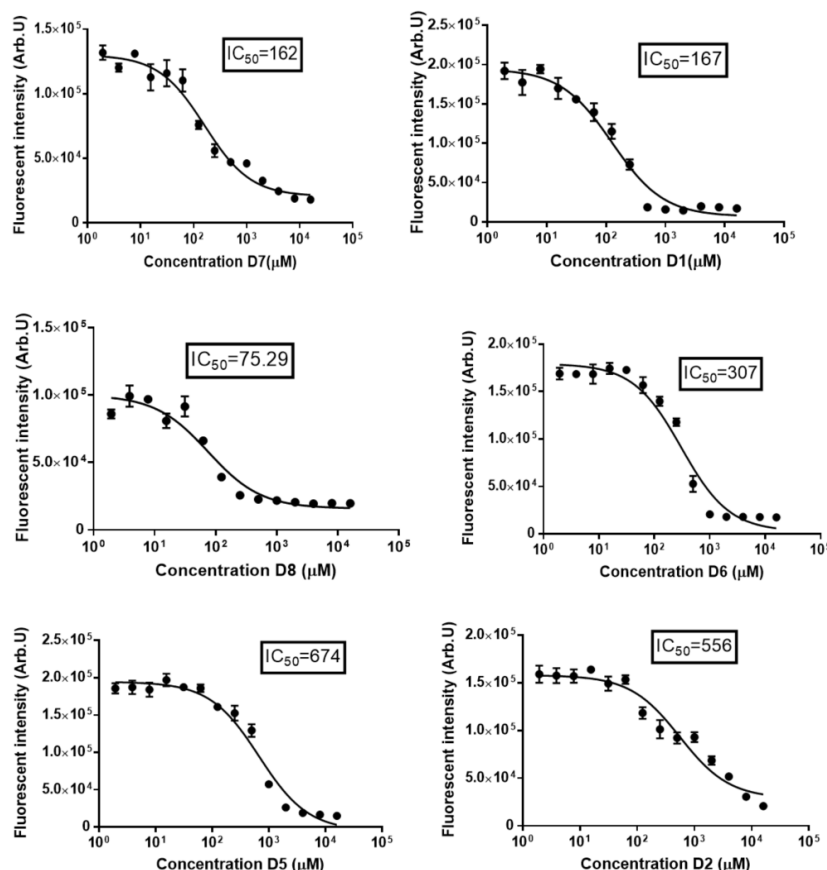 Fluorescent intensity (Arb.U)
1.5×10⁵
1.0×10⁵
5.0×10⁴
0
10⁰ 10¹ 10² 10³ 10⁴ 10⁵
Concentration D7(μM)
IC₅₀=162
Fluorescent intensity (Arb.U)
2.0×10⁵
1.5×10⁵
1.0×10⁵
5.0×10⁴
0
10⁰ 10¹ 10² 10³ 10⁴ 10⁵
Concentration D1(μM)
IC₅₀=167
Fluorescent intensity (Arb.U)
1.5×10⁵
1.0×10⁵
5.0×10⁴
0
10⁰ 10¹ 10² 10³ 10⁴ 10⁵
Concentration D8 (μM)
IC₅₀=75.29
Fluorescent intensity (Arb.U)
2.0×10⁵
1.5×10⁵
1.0×10⁵
5.0×10⁴
0
10⁰ 10¹ 10² 10³ 10⁴ 10⁵
Concentration D6 (μM)
IC₅₀=307
Fluorescent intensity (Arb.U)
2.5×10⁵
2.0×10⁵
1.5×10⁵
1.0×10⁵
5.0×10⁴
0
10⁰ 10¹ 10² 10³ 10⁴ 10⁵
Concentration D5 (μM)
IC₅₀=674
Fluorescent intensity (Arb.U)
2.0×10⁵
1.5×10⁵
1.0×10⁵
5.0×10⁴
0
10⁰ 10¹ 10² 10³ 10⁴ 10⁵
Concentration D2 (μM)
IC₅₀=556